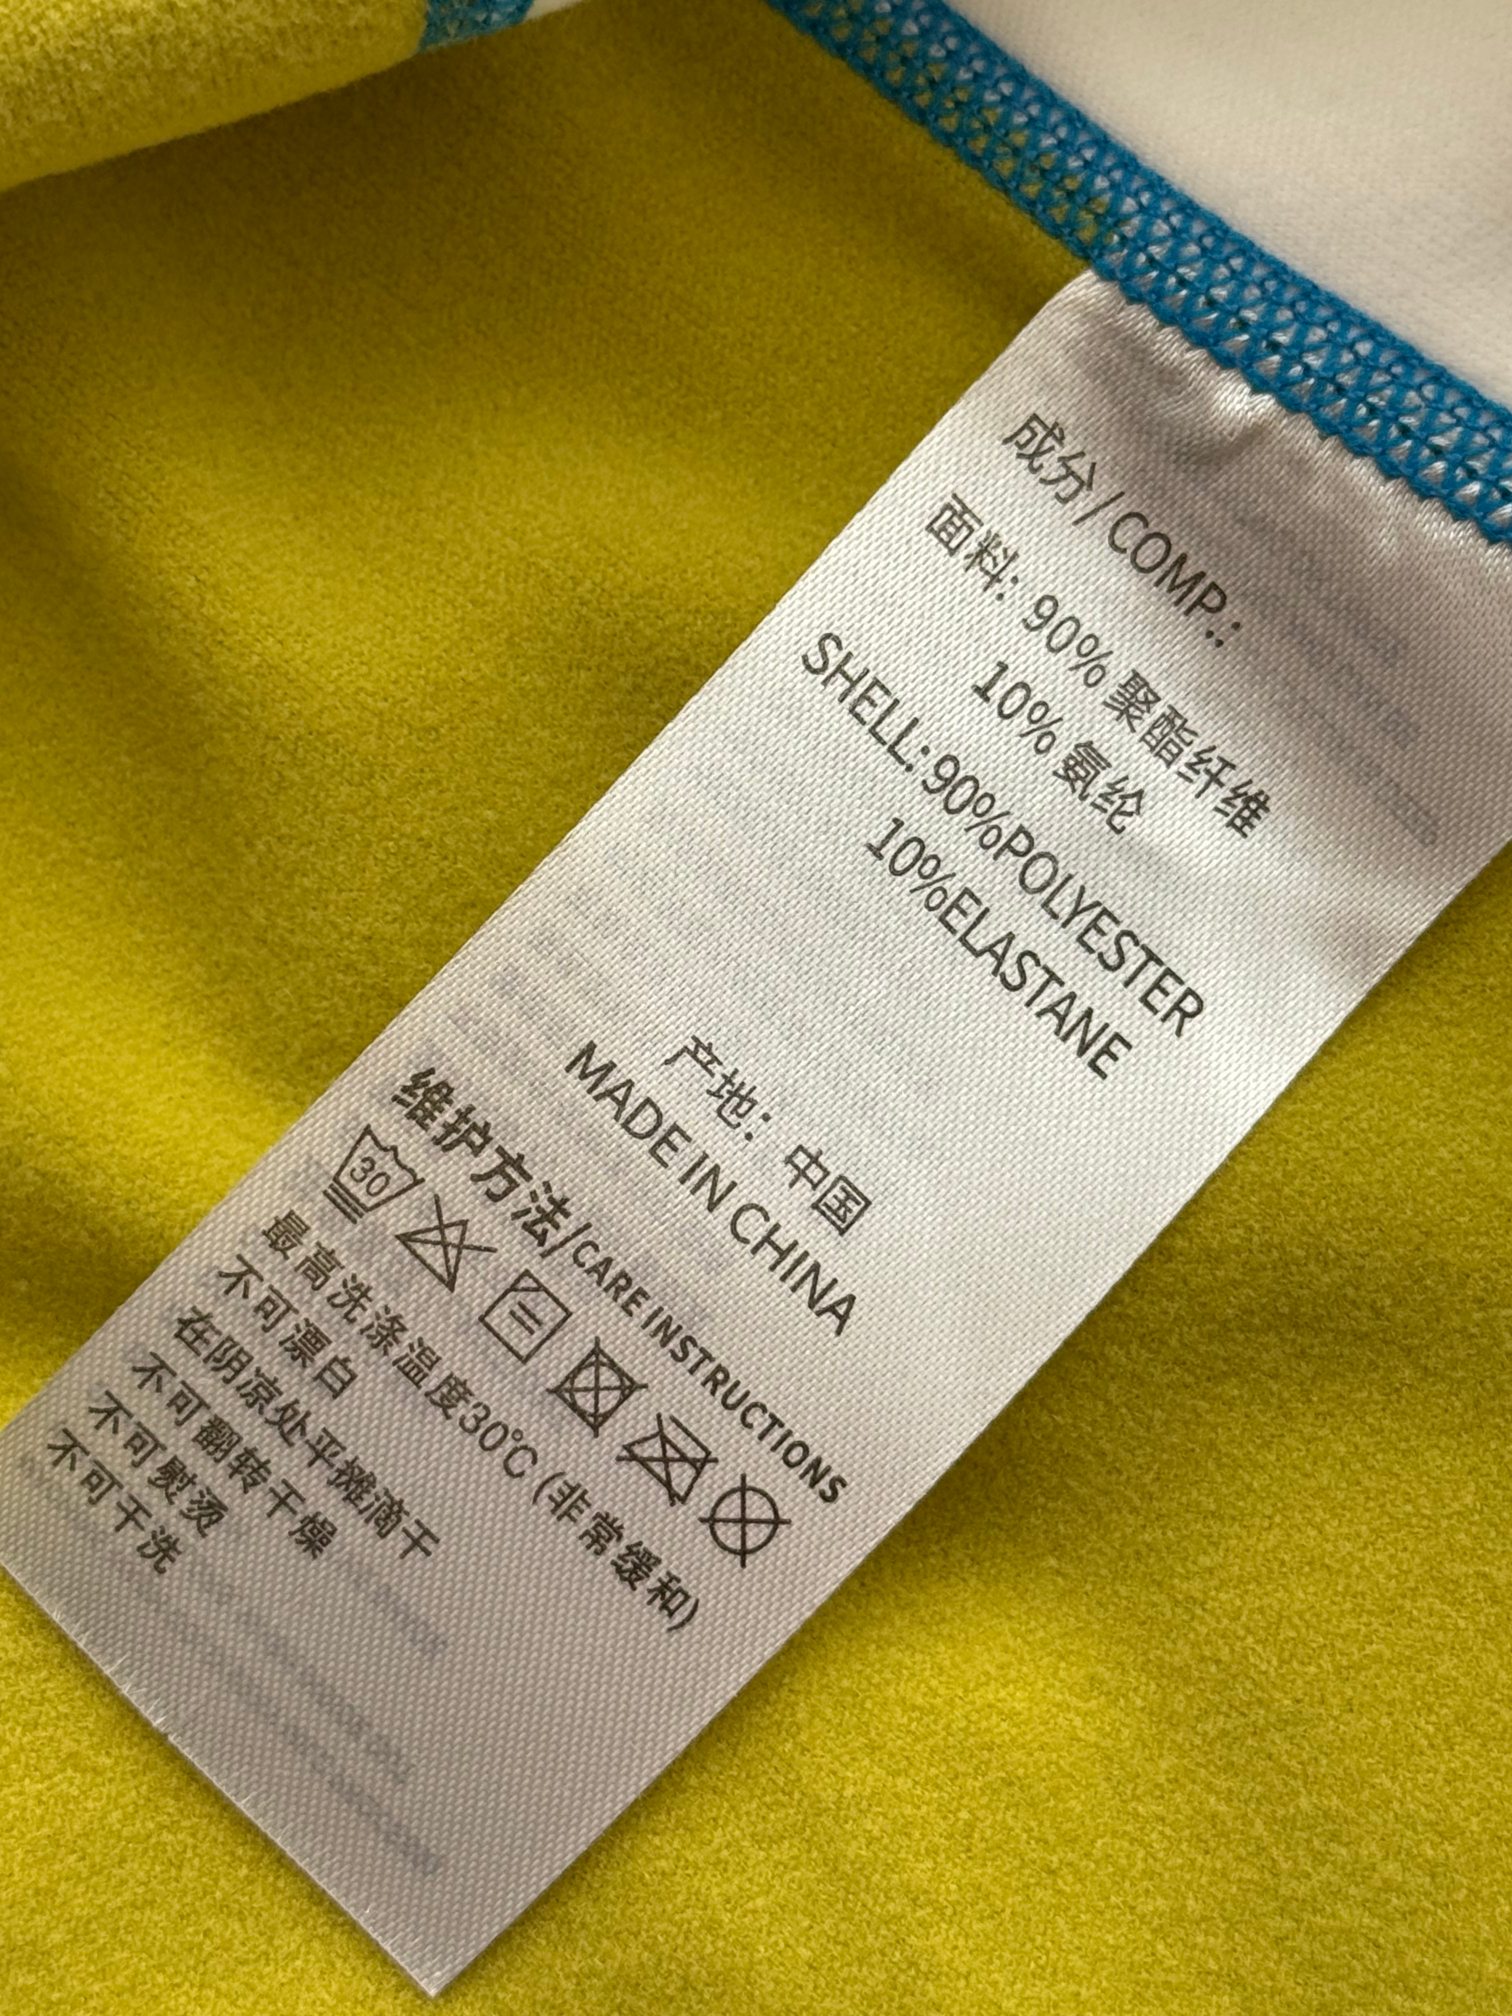 成分/COMP.:
面料: 90% 聚酯纤维
10% 氨纶
SHELL: 90%POLYESTER
10%ELASTANE
产地: 中国
MADE IN CHINA
维护方法/CARE INSTRUCTIONS
30
最高洗涤温度30℃ (非常缓和)
不可漂白
在阴凉处平摊滴干
不可翻转干燥
不可熨烫
不可干洗